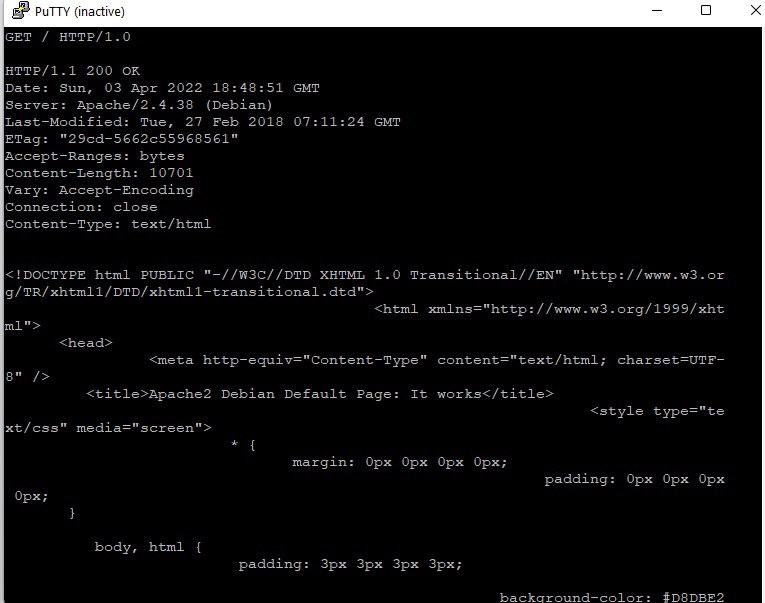 PuTTY (inactive)
GET / HTTP/1.0
HTTP/1.1 200 OK
Date: Sun, 03 Apr 2022 18:48:51 GMT
Server: Apache/2.4.38 (Debian)
Last-Modified: Tue, 27 Feb 2018 07:11:24 GMT
ETag: "29cd-5662c55968561"
Accept-Ranges: bytes
Content-Length: 10701
Vary: Accept-Encoding
Connection: close
Content-Type: text/html
<!DOCTYPE html PUBLIC "-//W3C//DTD XHTML 1.0 Transitional//EN" "http://www.w3.or
g/TR/xhtml1/DTD/xhtml1-transitional.dtd">
<html xmlns="http://www.w3.org/1999/xht
ml">
<head>
<meta http-equiv="Content-Type" content="text/html; charset=UTF-
8" />
<title>Apache2 Debian Default Page: It works</title>
<style type="te
xt/css" media="screen">
* {
margin: 0px 0px 0px 0px;
padding: 0px 0px 0px
0px;
}
body, html {
padding: 3px 3px 3px 3px;
background-color: #D8DBE2